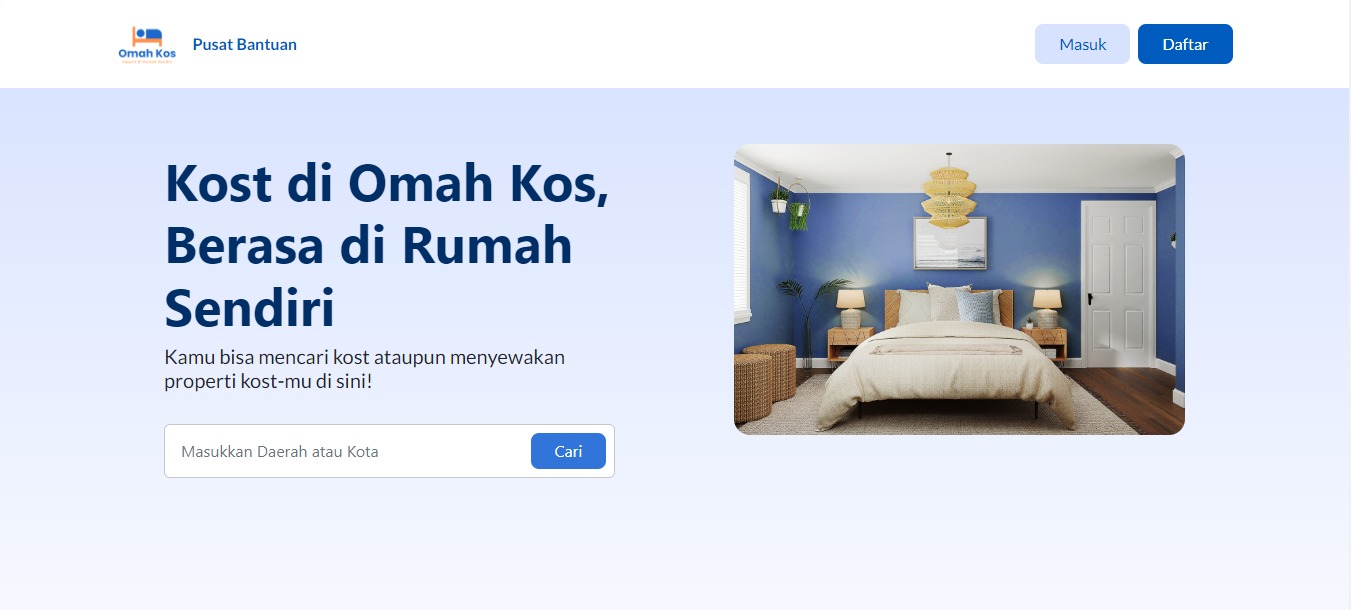 Omah Kos
Pusat Bantuan
Masuk
Daftar
Kost di Omah Kos,
Berasa di Rumah
Sendiri
Kamu bisa mencari kost ataupun menyewakan
properti kost-mu di sini!
Masukkan Daerah atau Kota
Cari